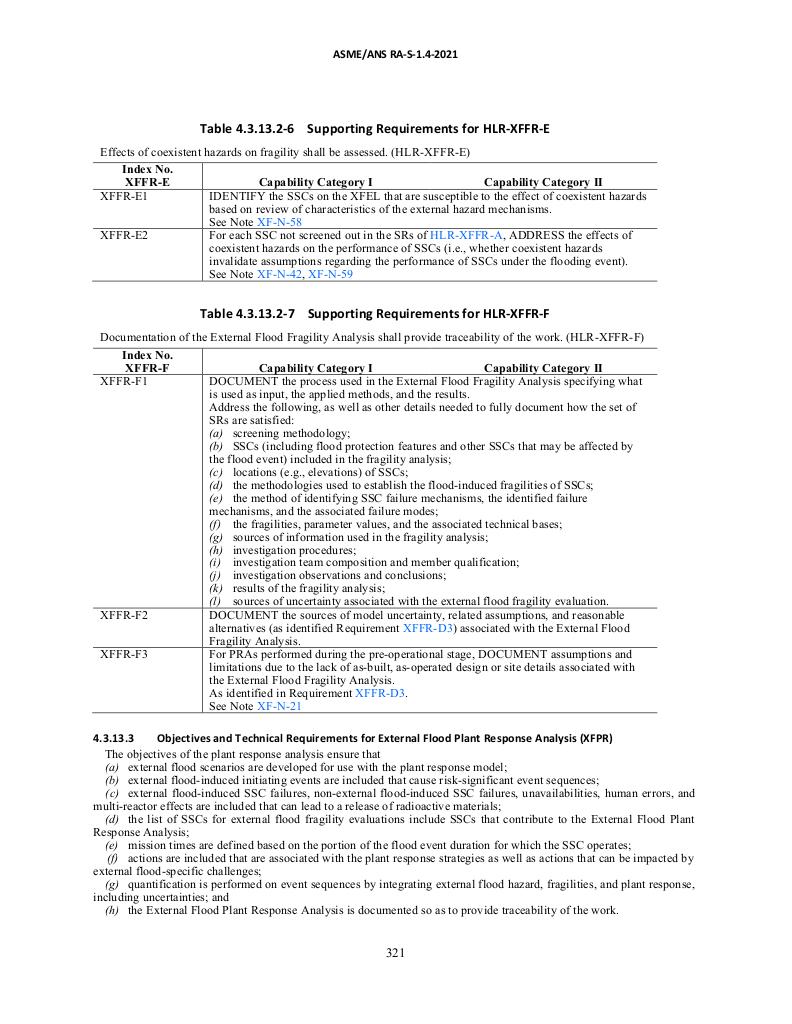 ASME/ANS RA-S-1.4-2021
Table 4.3.13.2-6 Supporting Requirements for HLR-XFFR-E
Effects of coexistent hazards on fragility shall be assessed. (HLR-XFFR-E)
Index No.
XFFR-E Capability Category I Capability Category II
XFFR-E1 IDENTIFY the SSCs on the XFEL that are susceptible to the effect of coexistent hazards
based on review of characteristics of the external hazard mechanisms.
See Note XF-N-58
XFFR-E2 For each SSC not screened out in the SRs of HLR-XFFR-A, ADDRESS the effects of
coexistent hazards on the performance of SSCs (i.e., whether coexistent hazards
invalidate assumptions regarding the performance of SSCs under the flooding event).
See Note XF-N-42, XF-N-59
Table 4.3.13.2-7 Supporting Requirements for HLR-XFFR-F
Documentation of the External Flood Fragility Analysis shall provide traceability of the work. (HLR-XFFR-F)
Index No.
XFFR-F Capability Category I Capability Category II
XFFR-F1 DOCUMENT the process used in the External Flood Fragility Analysis specifying what
is used as input, the applied methods, and the results.
Address the following, as well as other details needed to fully document how the set of
SRs are satisfied:
(a) screening methodology;
(b) SSCs (including flood protection features and other SSCs that may be affected by
the flood event) included in the fragility analysis;
(c) locations (e.g., elevations) of SSCs;
(d) the methodologies used to establish the flood-induced fragilities of SSCs;
(e) the method of identifying SSC failure mechanisms, the identified failure
mechanisms, and the associated failure modes;
(f) the fragilities, parameter values, and the associated technical bases;
(g) sources of information used in the fragility analysis;
(h) investigation procedures;
(i) investigation team composition and member qualification;
(j) investigation observations and conclusions;
(k) results of the fragility analysis;
(l) sources of uncertainty associated with the external flood fragility evaluation.
XFFR-F2 DOCUMENT the sources of model uncertainty, related assumptions, and reasonable
alternatives (as identified Requirement XFFR-D3) associated with the External Flood
Fragility Analysis.
XFFR-F3 For PRAs performed during the pre-operational stage, DOCUMENT assumptions and
limitations due to the lack of as-built, as-operated design or site details associated with
the External Flood Fragility Analysis.
As identified in Requirement XFFR-D3.
See Note XF-N-21
4.3.13.3 Objectives and Technical Requirements for External Flood Plant Response Analysis (XFPR)
The objectives of the plant response analysis ensure that
(a) external flood scenarios are developed for use with the plant response model;
(b) external flood-induced initiating events are included that cause risk-significant event sequences;
(c) external flood-induced SSC failures, non-external flood-induced SSC failures, unavailabilities, human errors, and
multi-reactor effects are included that can lead to a release of radioactive materials;
(d) the list of SSCs for external flood fragility evaluations include SSCs that contribute to the External Flood Plant
Response Analysis;
(e) mission times are defined based on the portion of the flood event duration for which the SSC operates;
(f) actions are included that are associated with the plant response strategies as well as actions that can be impacted by
external flood-specific challenges;
(g) quantification is performed on event sequences by integrating external flood hazard, fragilities, and plant response,
including uncertainties; and
(h) the External Flood Plant Response Analysis is documented so as to provide traceability of the work.
321